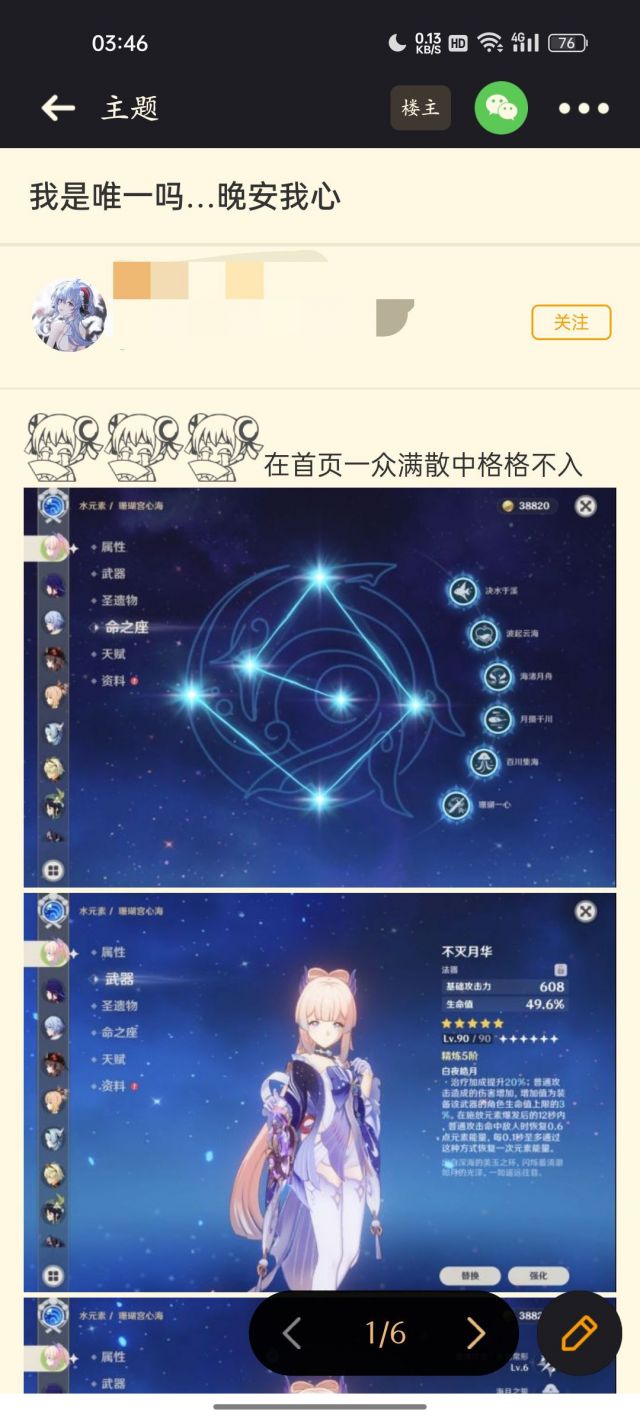 03:46
0.13 KB/S HD 4G 76
主题
楼主
我是唯一吗...晚安我心
关注
在首页一众满散中格格不入
水元素 / 珊瑚宫心海
38820
属性
武器
圣遗物
命之座
天赋
资料
决水于溪
波起云海
海渚月舟
月摄千川
百川集海
珊瑚一心
水元素 / 珊瑚宫心海
属性
武器
圣遗物
命之座
天赋
资料
不灭月华
法器
基础攻击力 608
生命值 49.6%
Lv.90 / 90
精炼5阶
白夜皓月
·治疗加成提升20%;普通攻
击造成的伤害增加,增加值为装
备该武器的角色生命值上限的3
%。在施放元素爆发后的12秒内
,普通攻击命中敌人时恢复0.6
点元素能量,每0.1秒至多通过
这种方式恢复一次元素能量。
替换
强化
水元素 / 珊瑚宫心海
属性
武器
1/6
Lv.6